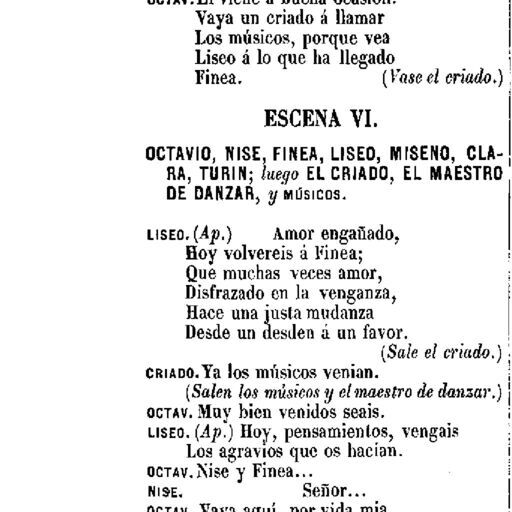 OCTAV. El viene á buena ocasion.
Vaya un criado á llamar
Los músicos, porque vea
Liseo á lo que ha llegado
Finea. (Vase el criado.)
ESCENA VI.
OCTAVIO, NISE, FINEA, LISEO, MISENO, CLA-
RA, TURIN; luego EL CRIADO, EL MAESTRO
DE DANZAR, y MÚSICOS.
LISEO. (Ap.) Amor engañado,
Hoy volvereis á Finea;
Que muchas veces amor,
Disfrazado en la venganza,
Hace una justa mudanza
Desde un desden á un favor.
(Sale el criado.)
CRIADO. Ya los músicos venian.
(Salen los músicos y el maestro de danzar.)
OCTAV. Muy bien venidos seais.
LISEO. (Ap.) Hoy, pensamientos, vengais
Los agravios que os hacian.
OCTAV. Nise y Finea...
NISE. Señor...
OCTAV. Vaya aquí, por vida mia